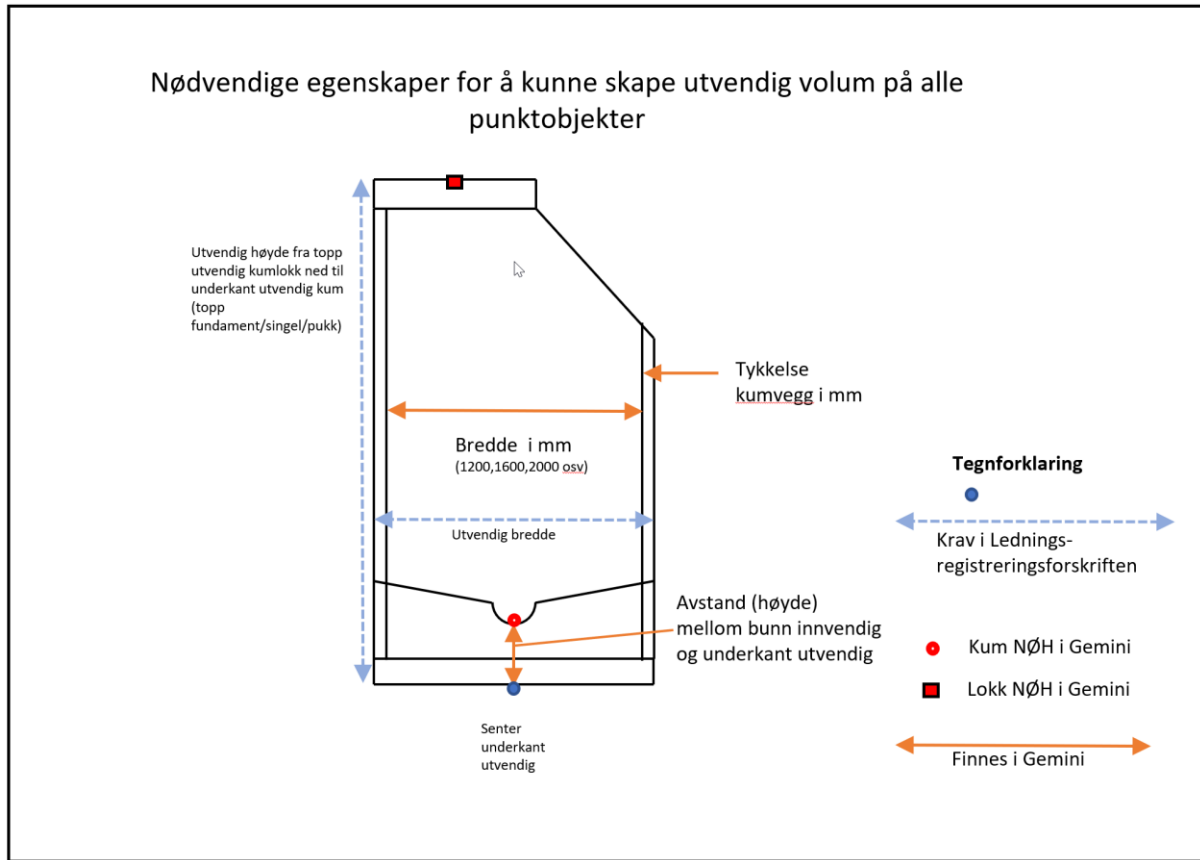 Nødvendige egenskaper for å kunne skape utvendig volum på alle
punktobjekter
Utvendig høyde fra topp
utvendig kumlokk ned til
underkant utvendig kum
(topp
fundament/singel/pukk)
Tykkelse
kumvegg i mm
Bredde i mm
(1200,1600,2000 osv)
Utvendig bredde
Avstand (høyde)
mellom bunn innvendig
og underkant utvendig
Senter
underkant
utvendig
Tegnforklaring
Krav i Lednings-
registreringsforskriften
Kum NØH i Gemini
Lokk NØH i Gemini
Finnes i Gemini